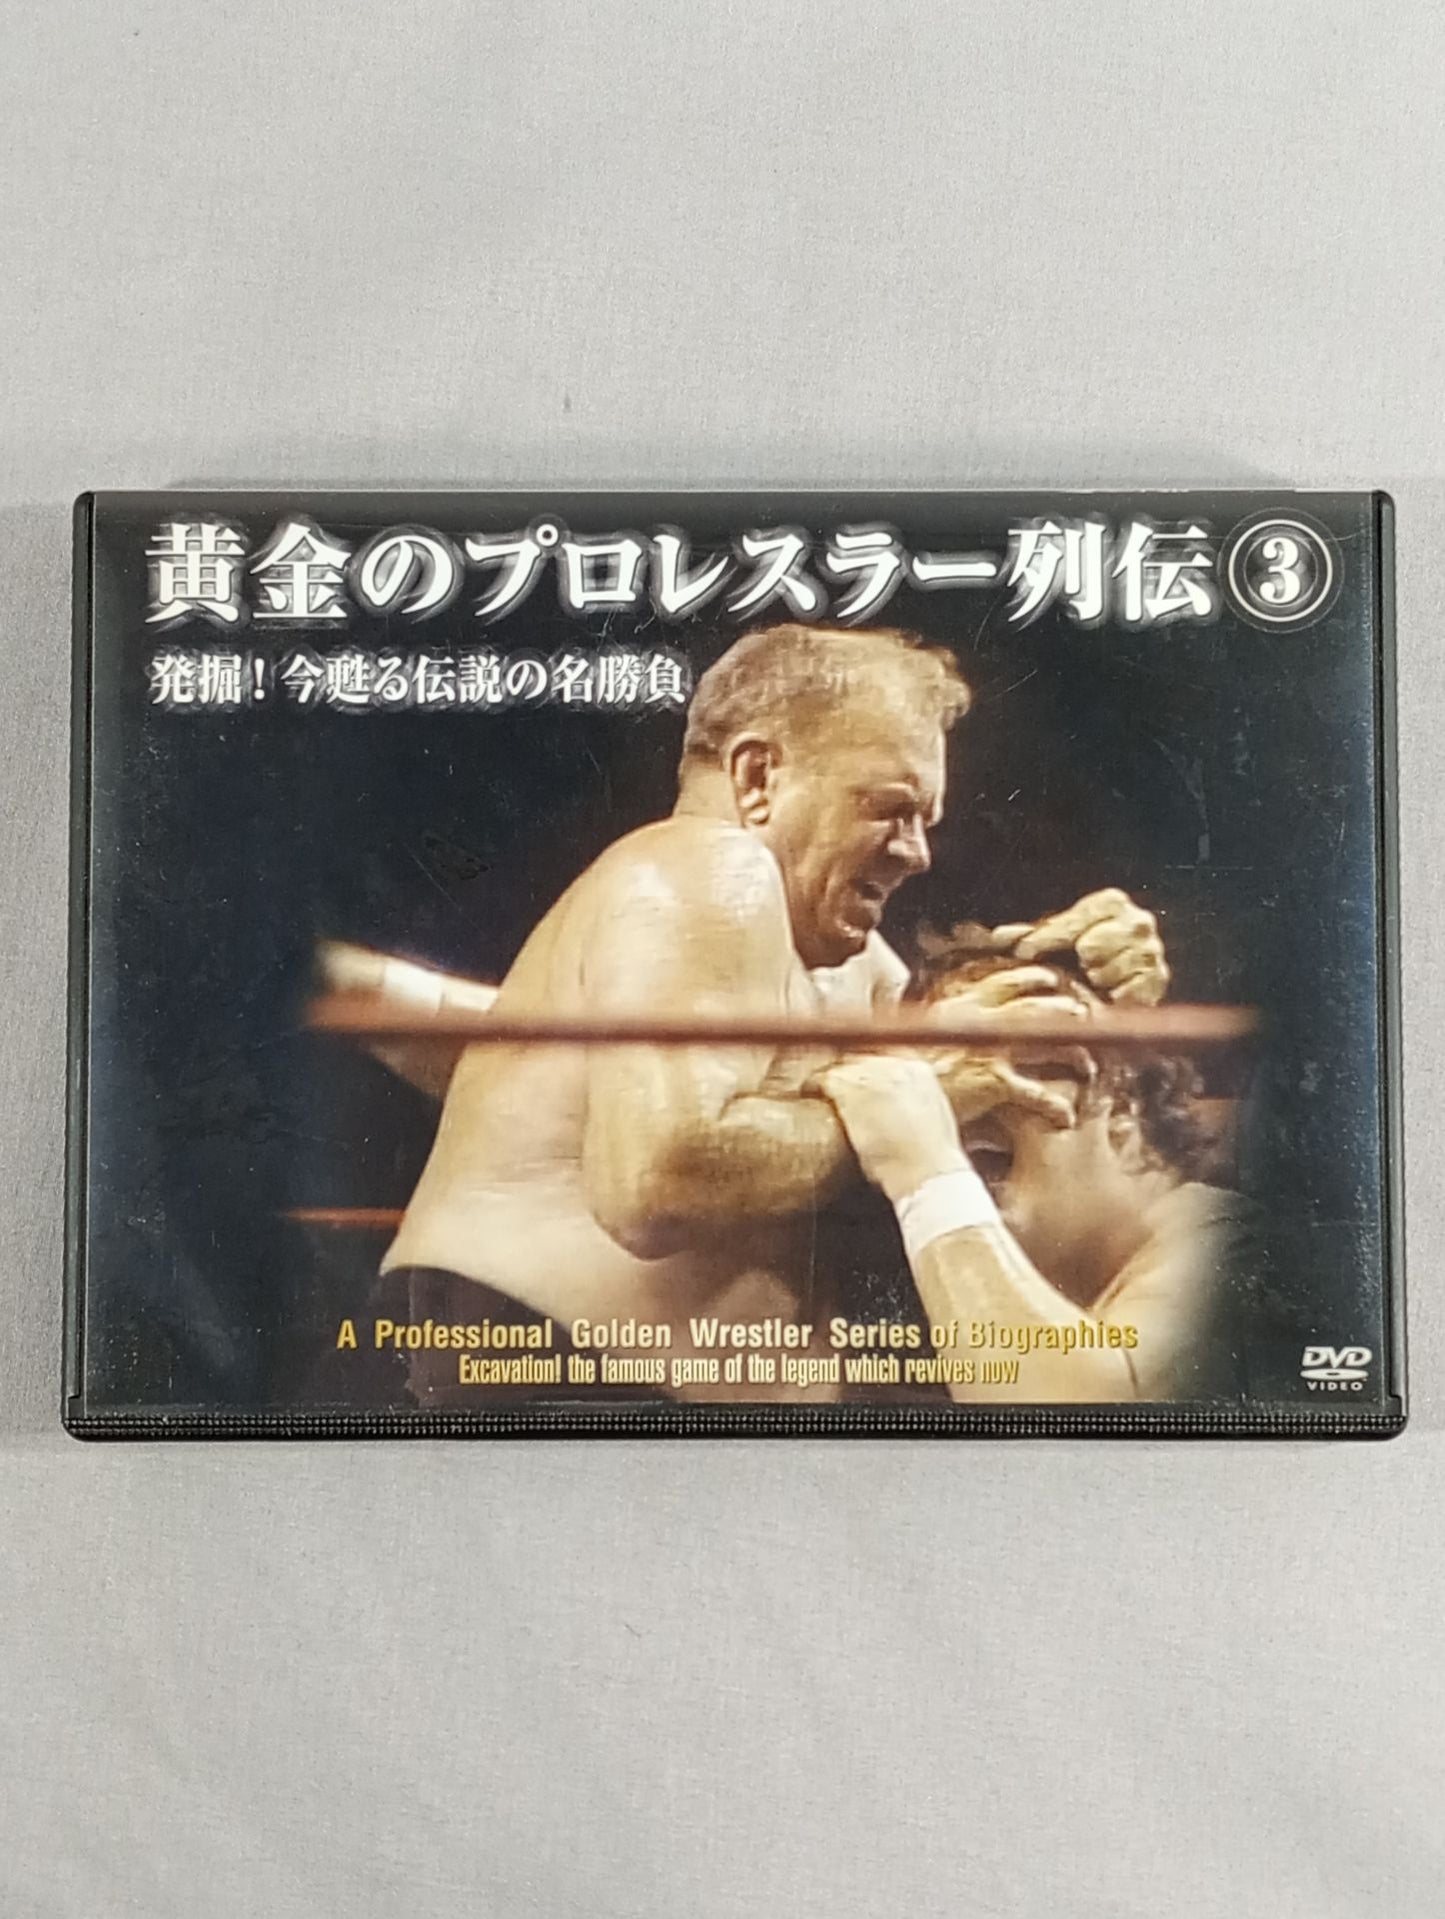 黄金のプロレスラー列伝③
発掘！今甦る伝説の名勝負
A Professional Golden Wrestler Series of Biographies
Excavation! the famous game of the legend which revives now
DVD
VIDEO